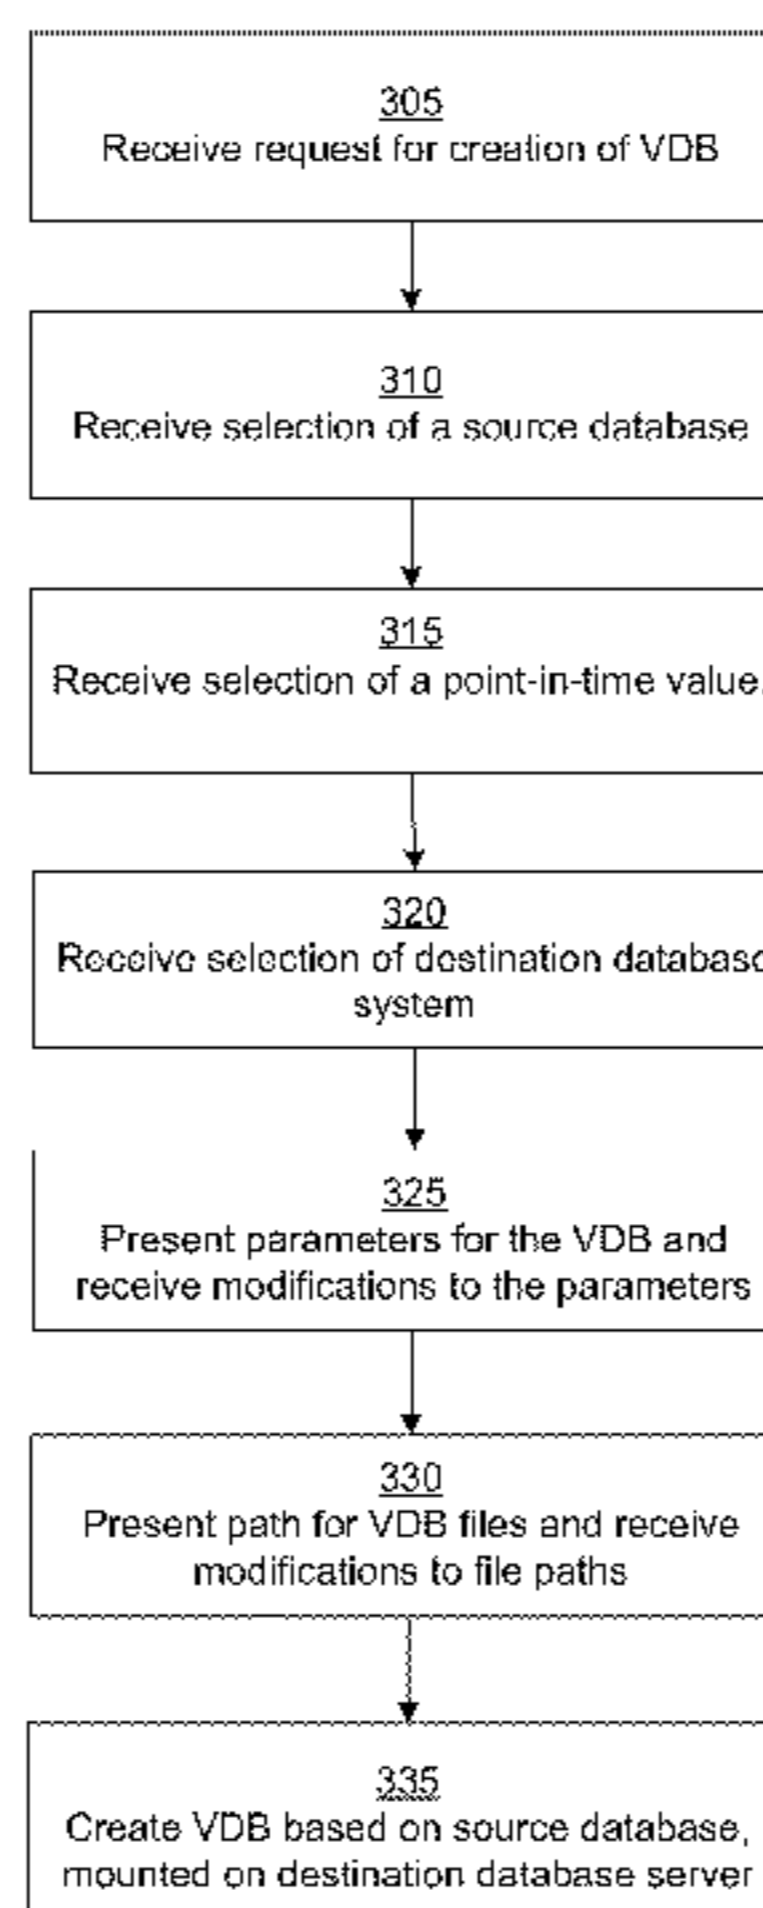 305
Receive request for creation of VDB
310
Receive selection of a source database
315
Receive selection of a point-in-time value.
320
Receive selection of destination database
system
325
Present parameters for the VDB and
receive modifications to the parameters
330
Present path for VDB files and receive
modifications to file paths
335
Create VDB based on source database,
mounted on destination database server